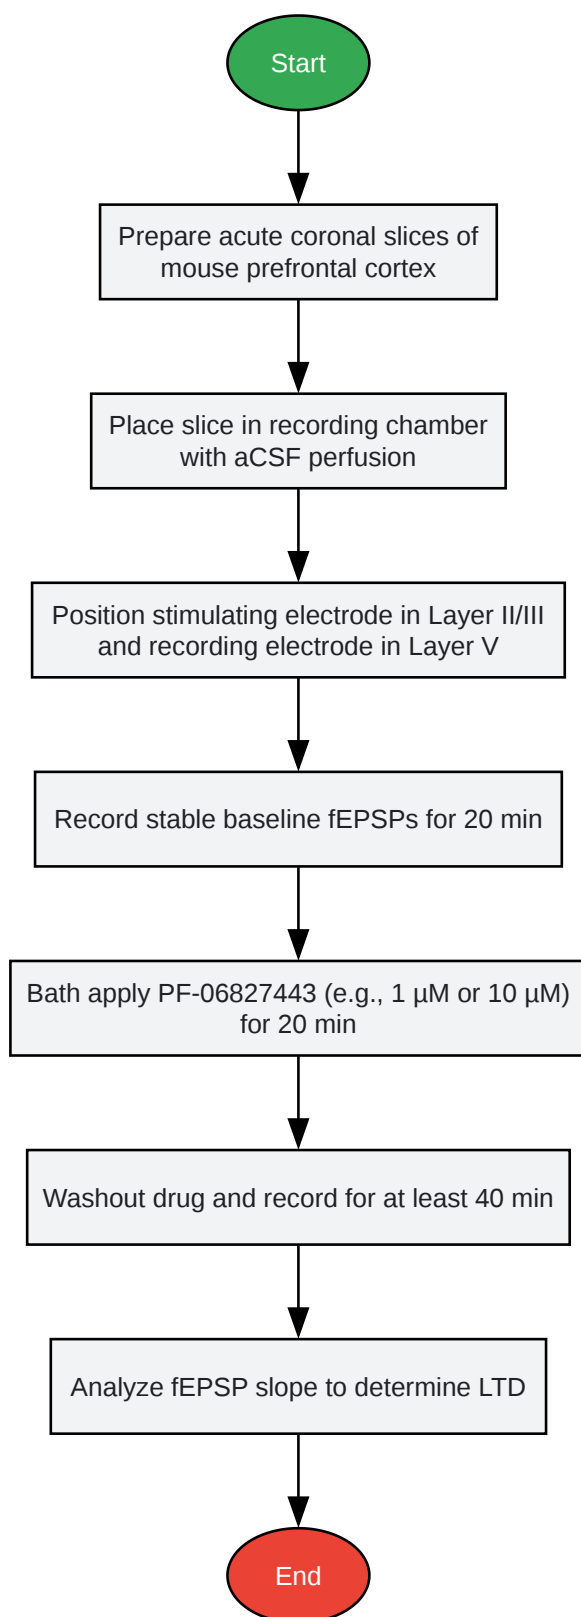 Start
Prepare acute coronal slices of
mouse prefrontal cortex
Place slice in recording chamber
with aCSF perfusion
Position stimulating electrode in Layer II/III
and recording electrode in Layer V
Record stable baseline fEPSPs for 20 min
Bath apply PF-06827443 (e.g., 1 µM or 10 µM)
for 20 min
Washout drug and record for at least 40 min
Analyze fEPSP slope to determine LTD
End